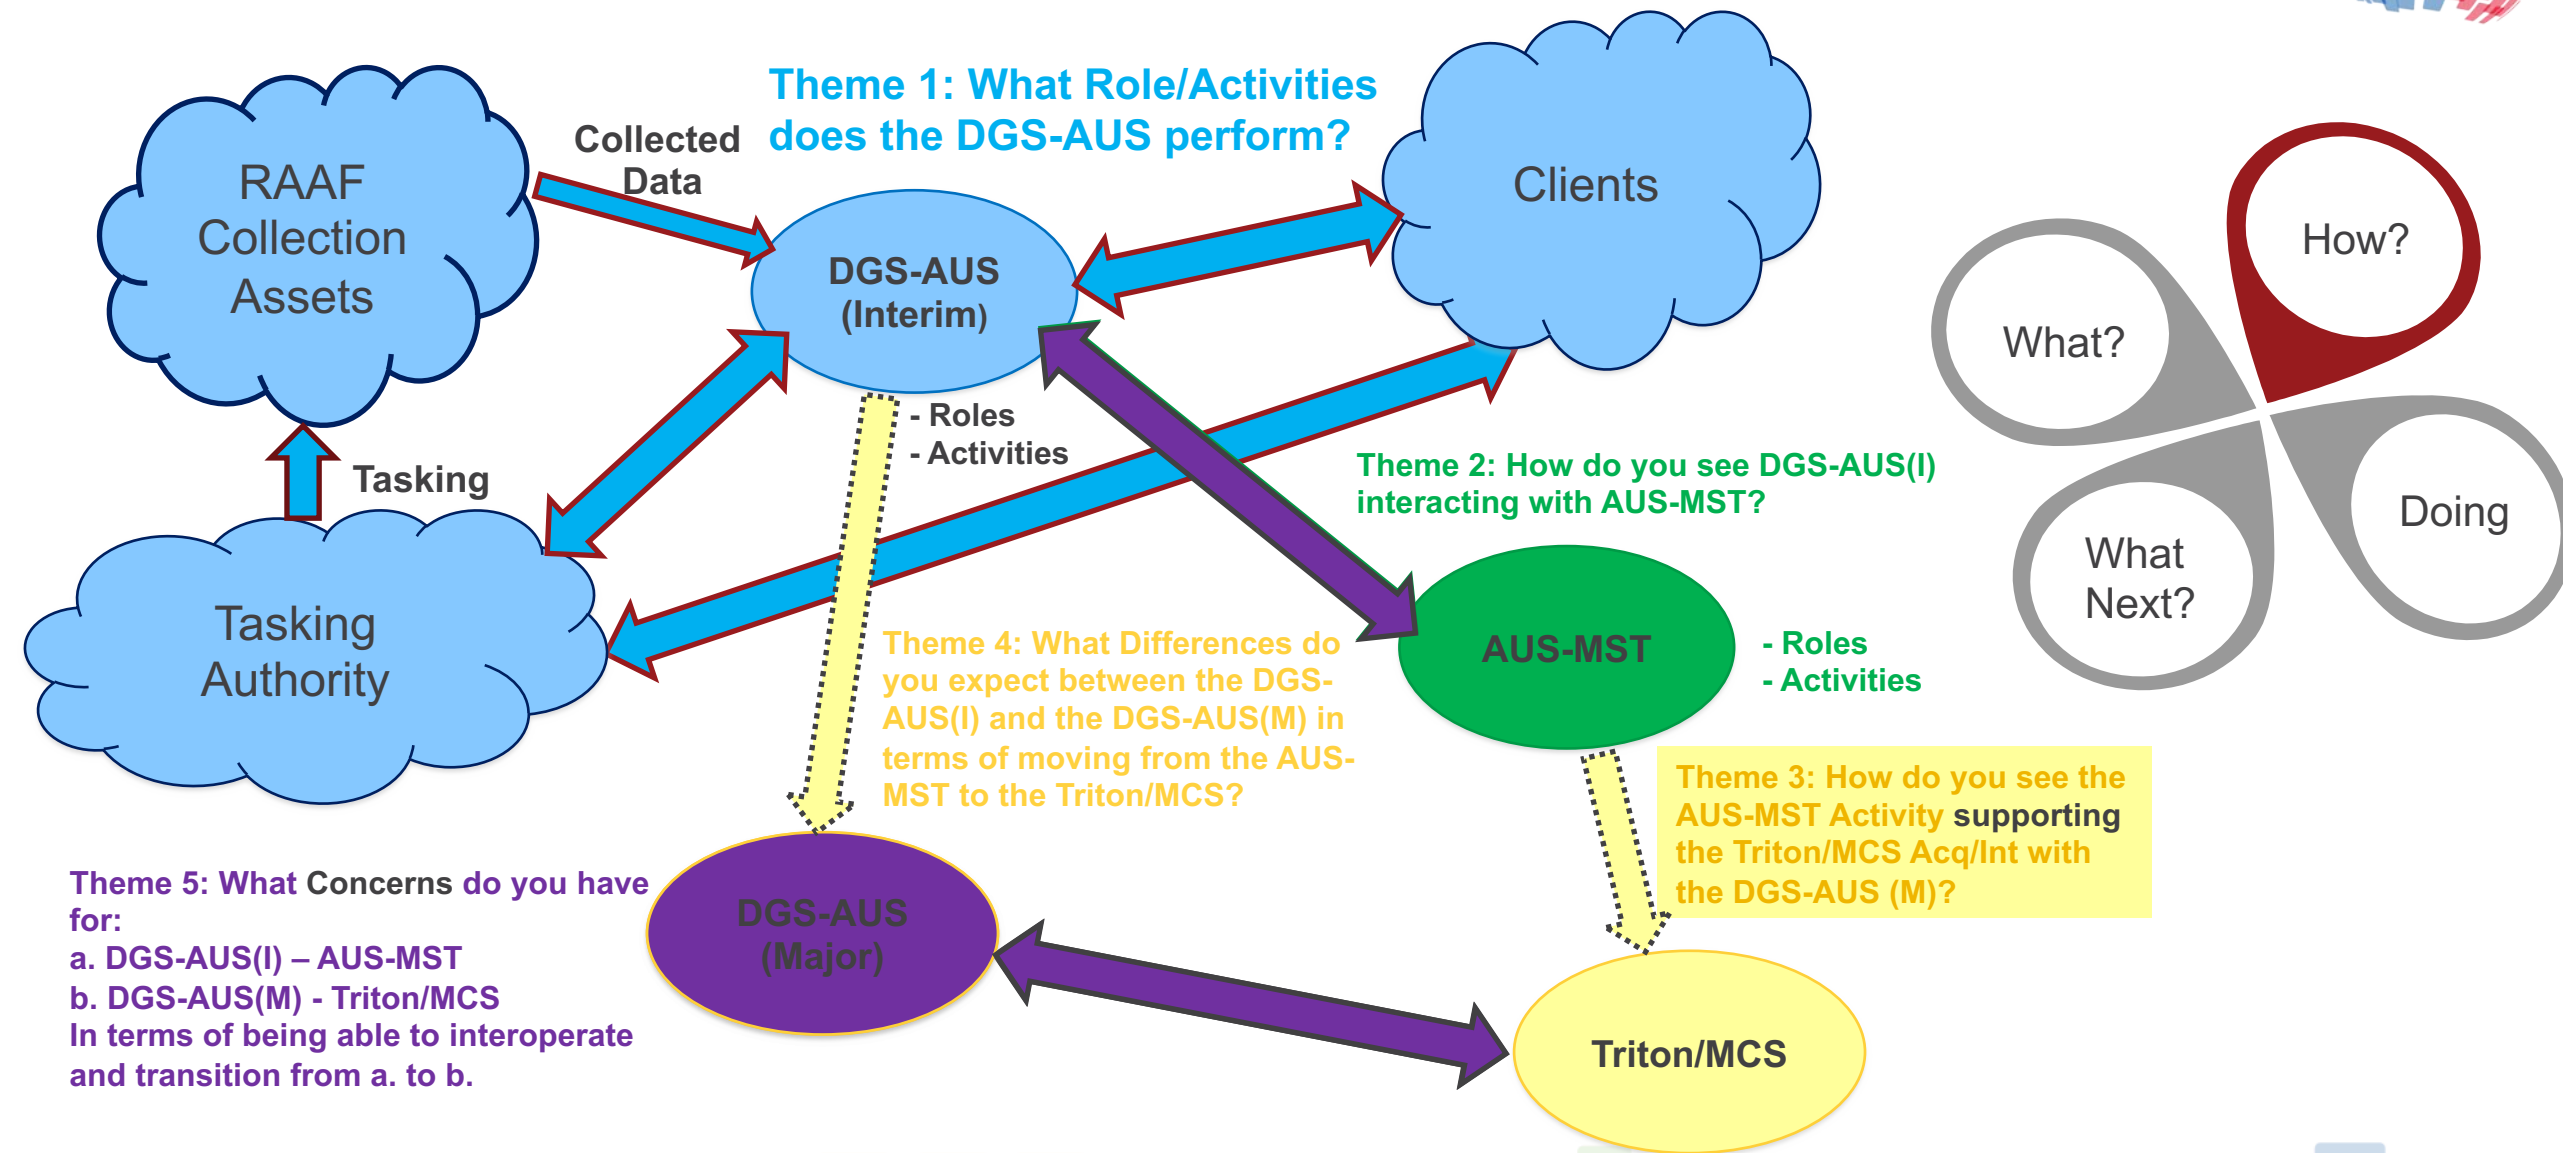 Theme 1: What Role/Activities
does the DGS-AUS perform?
Collected
Data
RAAF
Collection
Assets
Clients
DGS-AUS
(Interim)
How?
What?
Doing
What
Next?
- Roles
- Activities
Tasking
Theme 2: How do you see DGS-AUS(I)
interacting with AUS-MST?
Tasking
Authority
Theme 4: What Differences do
you expect between the DGS-
AUS(I) and the DGS-AUS(M) in
terms of moving from the AUS-
MST to the Triton/MCS?
AUS-MST
- Roles
- Activities
Theme 3: How do you see the
AUS-MST Activity supporting
the Triton/MCS Acq/Int with
the DGS-AUS (M)?
Theme 5: What Concerns do you have
for:
a. DGS-AUS(I) – AUS-MST
b. DGS-AUS(M) - Triton/MCS
In terms of being able to interoperate
and transition from a. to b.
DGS-AUS
(Major)
Triton/MCS